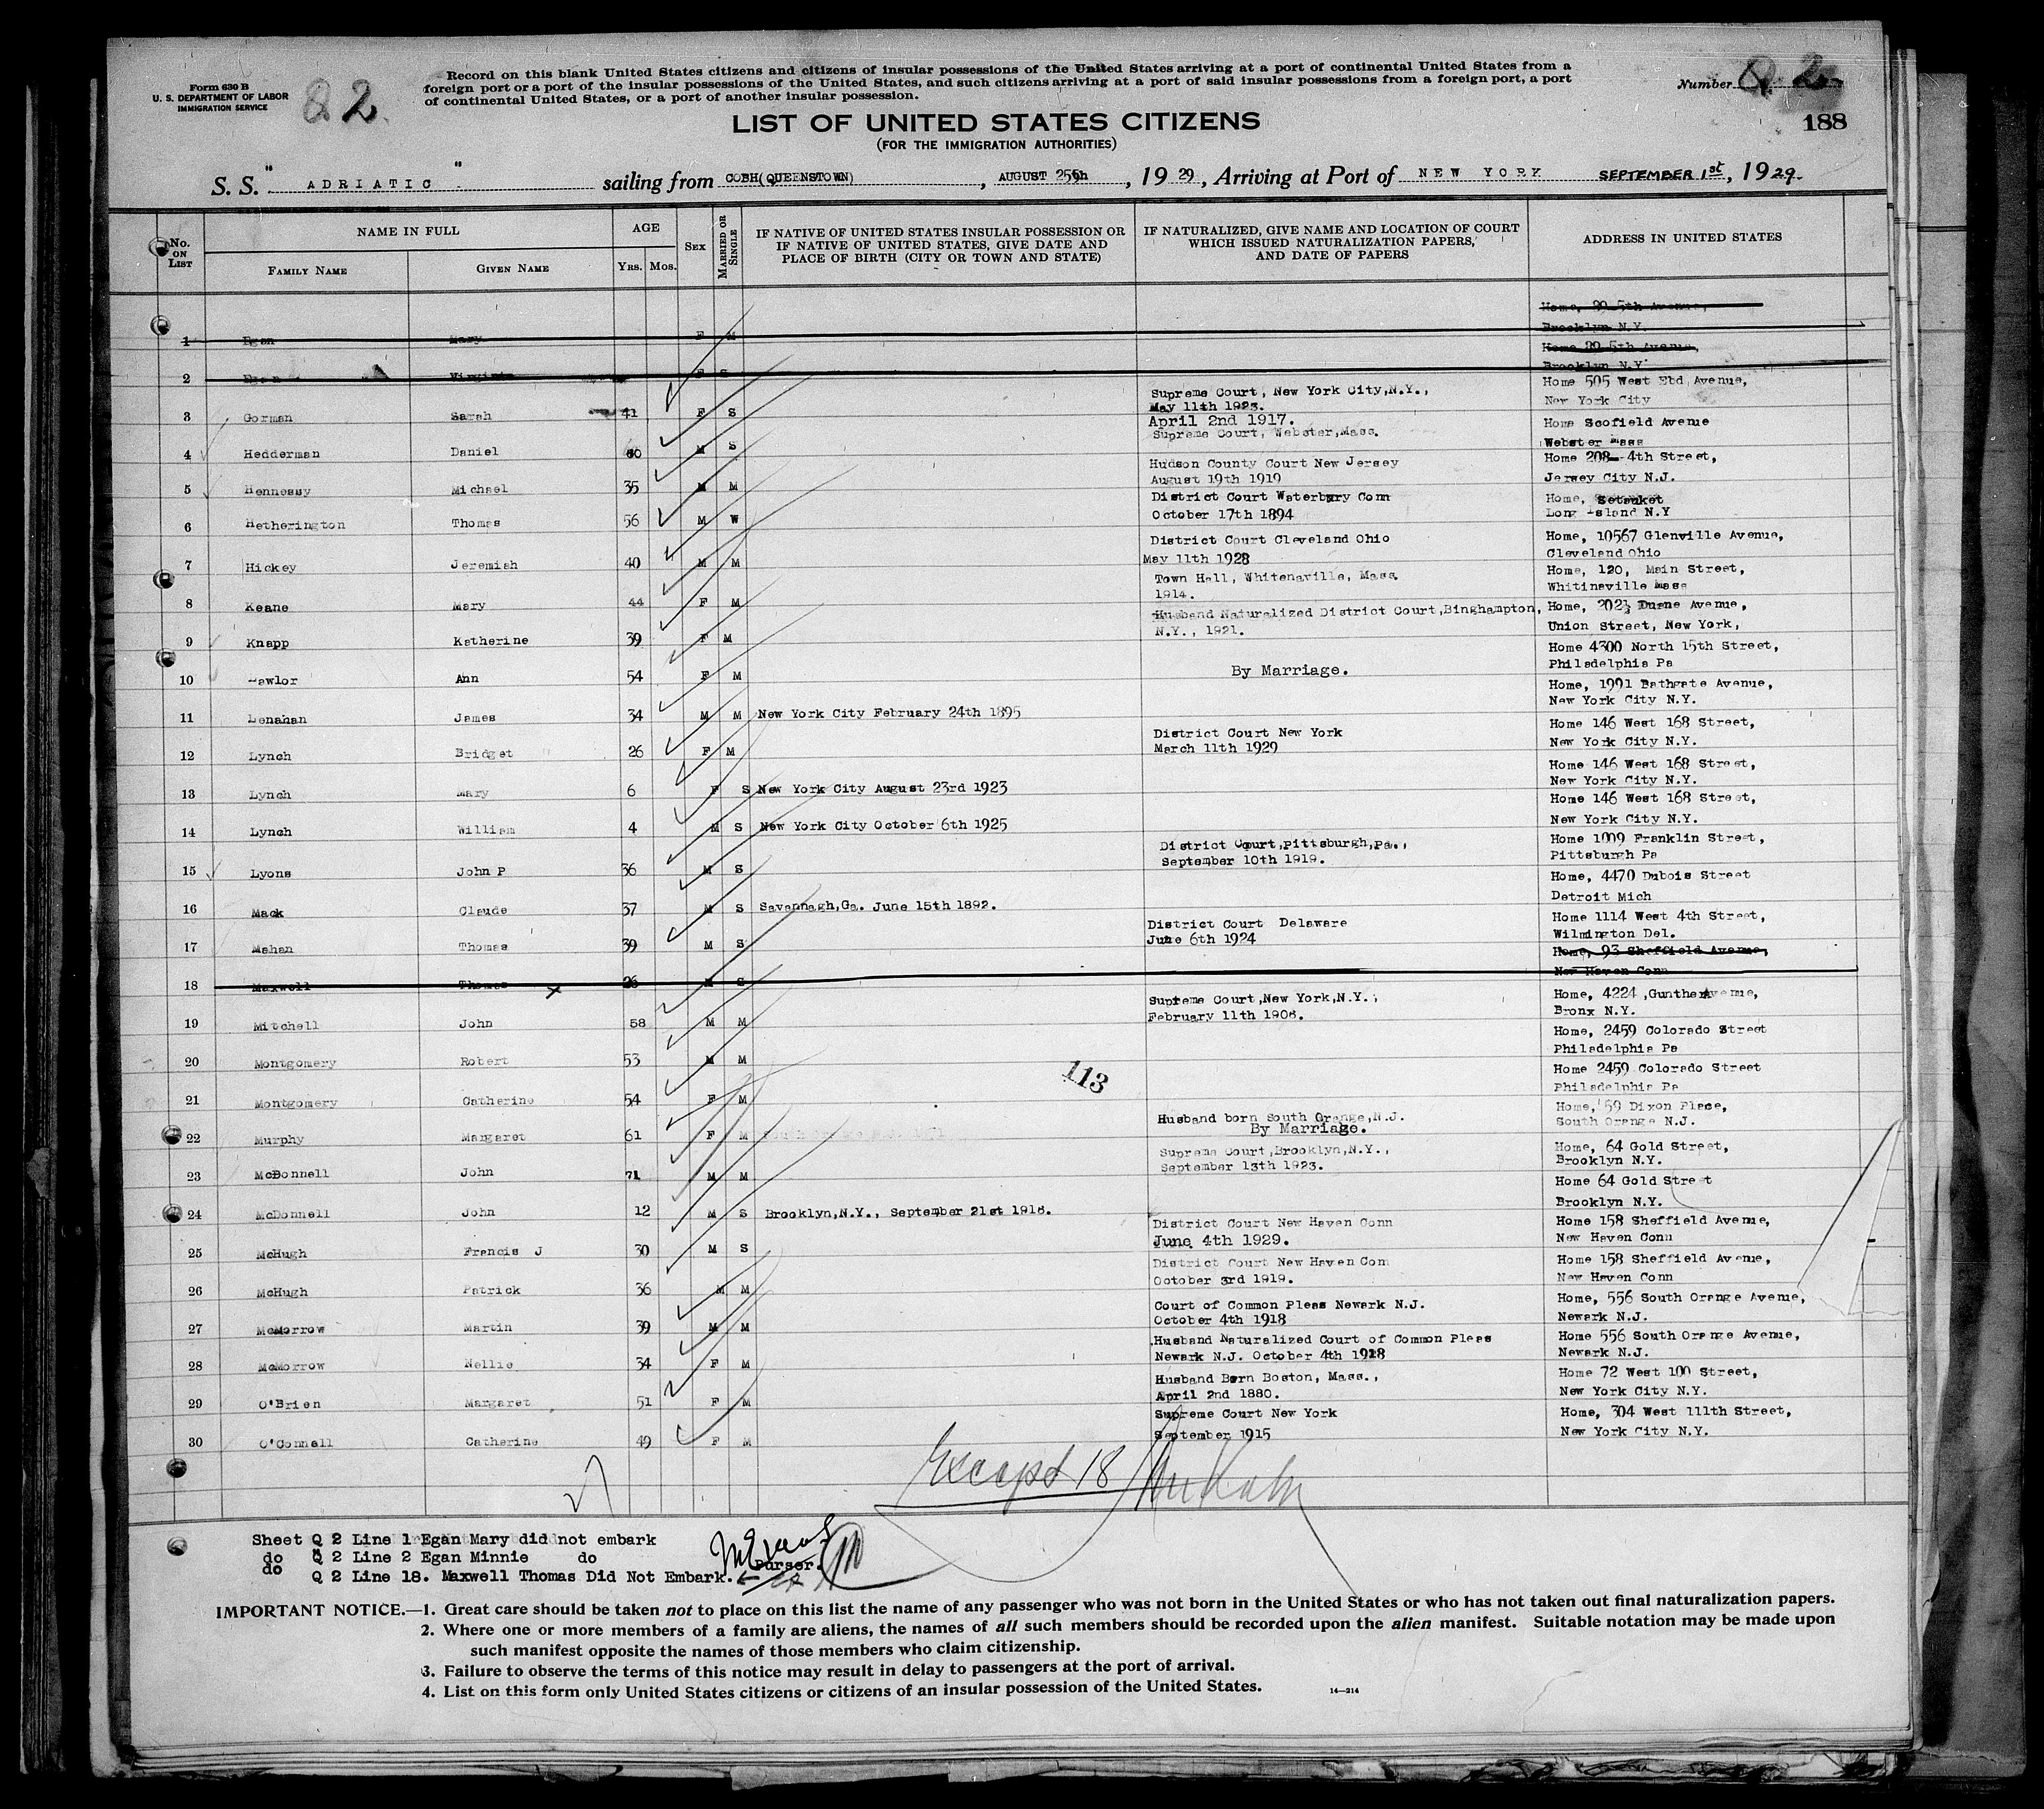 Form 630 B
U. S. DEPARTMENT OF LABOR
IMMIGRATION SERVICE
Q 2.
Record on this blank United States citizens and citizens of insular possessions of the United States arriving at a port of continental United States from a
foreign port or a port of the insular possessions of the United States, and such citizens arriving at a port of said insular possessions from a foreign port, a port
of continental United States, or a port of another insular possession.
Number Q. 2
188
LIST OF UNITED STATES CITIZENS
(FOR THE IMMIGRATION AUTHORITIES)
S. S. " ADRIATIC " sailing from COBH(QUEENSTOWN), AUGUST 25th, 1929, Arriving at Port of NEW YORK SEPTEMBER 1st, 1929.
No. ON LIST
NAME IN FULL
FAMILY NAME
GIVEN NAME
AGE
YRS. MOS.
SEX
MARRIED OR SINGLE
IF NATIVE OF UNITED STATES INSULAR POSSESSION OR
IF NATIVE OF UNITED STATES, GIVE DATE AND
PLACE OF BIRTH (CITY OR TOWN AND STATE)
IF NATURALIZED, GIVE NAME AND LOCATION OF COURT
WHICH ISSUED NATURALIZATION PAPERS,
AND DATE OF PAPERS
ADDRESS IN UNITED STATES
Home, 29 5th Avenue,
Brooklyn N.Y.
1 Egan Mary F M
Home 29 5th Avenue,
Brooklyn N.Y
2 Egan Virginia F S
Supreme Court, New York City,N.Y., Home 505 West Ebd Avenue,
May 11th 1923. New York City
3 Gorman Sarah 41 F S
April 2nd 1917. Home Scofield Avenue
Supreme Court, Webster,Mass. Webster Mass
4 Hedderman Daniel 60 M S
Hudson County Court New Jersey Home 208 4th Street,
August 19th 1919 Jerwey City N.J.
5 Hennessy Michael 35 M M
District Court Waterbury Conn Home, Setauket
October 17th 1894 Long Island N.Y
6 Hetherington Thomas 56 M W
District Court Cleveland Ohio Home, 10567 Glenville Avenue,
May 11th 1928 Cleveland Ohio
7 Hickey Jeremiah 40 M M
Town Hall, Whitensville, Mass. Home, 120, Main Street,
1914. Whitinsville Mass
8 Keane Mary 44 F M
Husband Naturalized District Court,Binghampton, Home, 202½ Duane Avenue,
N.Y., 1921. Union Street, New York,
9 Knapp Katherine 39 F M
Home 4300 North 15th Street,
By Marriage. Philadelphia Pa
10 Lawlor Ann 54 F M
Home, 1991 Bathgate Avenue,
New York City N.Y.
11 Lenahan James 34 M M New York City February 24th 1895
District Court New York Home 146 West 168 Street,
March 11th 1929 New York City N.Y.
12 Lynch Bridget 26 F M
Home 146 West 168 Street,
New York City N.Y.
13 Lynch Mary 6 F S New York City August 23rd 1923
Home 146 West 168 Street,
New York City N.Y.
14 Lynch William 4 M S New York City October 6th 1925
District Court,pittsburgh,pa., Home 1009 Franklin Street,
September 10th 1919. Pittsburgh Pa
15 Lyons John P 36 M S
Home, 4470 Dubois Street
Detroit Mich
16 Mack Claude 37 M S Savannagh,Ga. June 15th 1892.
District Court Delaware Home 1114 West 4th Street,
June 6th 1924 Wilmington Del.
17 Mahan Thomas 39 M S
Home, 93 Sheffield Avenue,
New Haven Conn
18 Maxwell Thomas 26 M S
Supreme Court,New York,N.Y., Home, 4224 ,Gunther Avenue,
February 11th 1908. Bronx N.Y.
19 Mitchell John 58 M M
Home, 2459 Colorado Street
Philadelphia Pa
20 Montgomery Robert 53 M M
113
Home 2459 Colorado Street
Philadelphia Pa
21 Montgomery Catherine 54 F M
Husband born South Orange,N.J. Home, 59 Dixon Place,
By Marriage. South Orange N.J.
22 Murphy Margaret 61 F M
Supreme Court,Brooklyn,N.Y., Home, 64 Gold Street,
September 13th 1923. Brooklyn N.Y.
23 McDonnell John 71 M M
Home 64 Gold Street
Brooklyn N.Y.
24 McDonnell John 12 M S Brooklyn,N.Y., September 21st 1916.
District Court New Haven Conn Home 158 Sheffield Avenue,
June 4th 1929. New Haven Conn
25 McHugh Francis J 30 M S
District Court New Haven Con Home 158 Sheffield Avenue,
October 3rd 1919. New Haven Conn
26 McHugh Patrick 36 M M
Court of Common Pleas Newark N.J. Home, 556 South Orange Avenue,
October 4th 1918 Newark N.J.
27 McMorrow Martin 39 M M
Husband Naturalized Court of Common Pleas Home 556 South Orange Avenue,
Newark N.J. October 4th 1918 Newark N.J.
28 McMorrow Nellie 34 F M
Husband Born Boston, Mass., Home 72 West 100 Street,
April 2nd 1880. New York City N.Y.
29 O'Brien Margaret 51 F M
Supreme Court New York Home, 304 West 111th Street,
September 1915 New York City N.Y.
30 O'Connell Catherine 49 F M
Except 18
Sheet Q 2 Line 1 Egan Mary did not embark
do Q 2 Line 2 Egan Minnie do
do Q 2 Line 18. Maxwell Thomas Did Not Embark.
Purser.
IMPORTANT NOTICE.—1. Great care should be taken not to place on this list the name of any passenger who was not born in the United States or who has not taken out final naturalization papers.
2. Where one or more members of a family are aliens, the names of all such members should be recorded upon the alien manifest. Suitable notation may be made upon
such manifest opposite the names of those members who claim citizenship.
3. Failure to observe the terms of this notice may result in delay to passengers at the port of arrival.
4. List on this form only United States citizens or citizens of an insular possession of the United States.
14—214